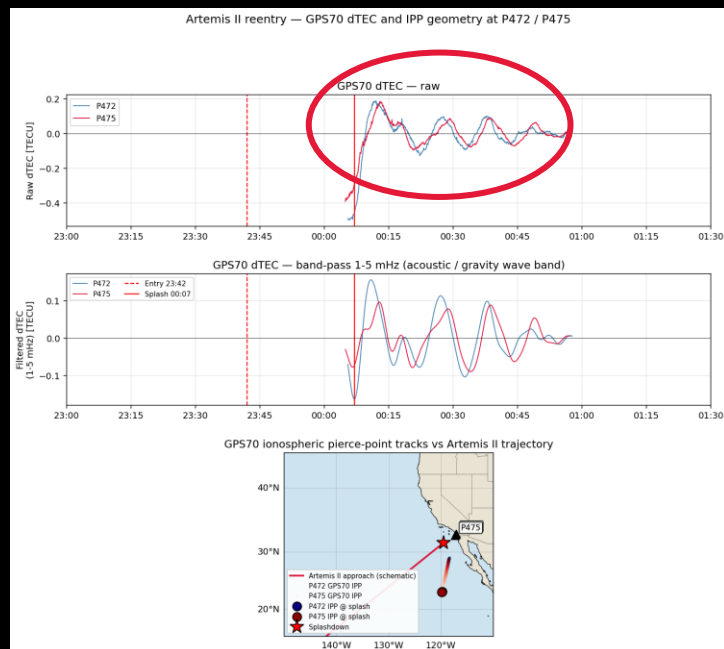 Artemis II reentry — GPS70 dTEC and IPP geometry at P472 / P475
GPS70 dTEC — raw
P472
P475
Raw dTEC [TECU]
0.2
0.0
−0.2
−0.4
23:00 23:15 23:30 23:45 00:00 00:15 00:30 00:45 01:00 01:15 01:30
GPS70 dTEC — band-pass 1-5 mHz (acoustic / gravity wave band)
P472 Entry 23:42
P475 Splash 00:07
Filtered dTEC
(1-5 mHz) [TECU]
0.1
0.0
−0.1
23:00 23:15 23:30 23:45 00:00 00:15 00:30 00:45 01:00 01:15 01:30
GPS70 ionospheric pierce-point tracks vs Artemis II trajectory
40°N
30°N
20°N
P475
Artemis II approach (schematic)
P472 GPS70 IPP
P475 GPS70 IPP
P472 IPP @ splash
P475 IPP @ splash
Splashdown
140°W 130°W 120°W